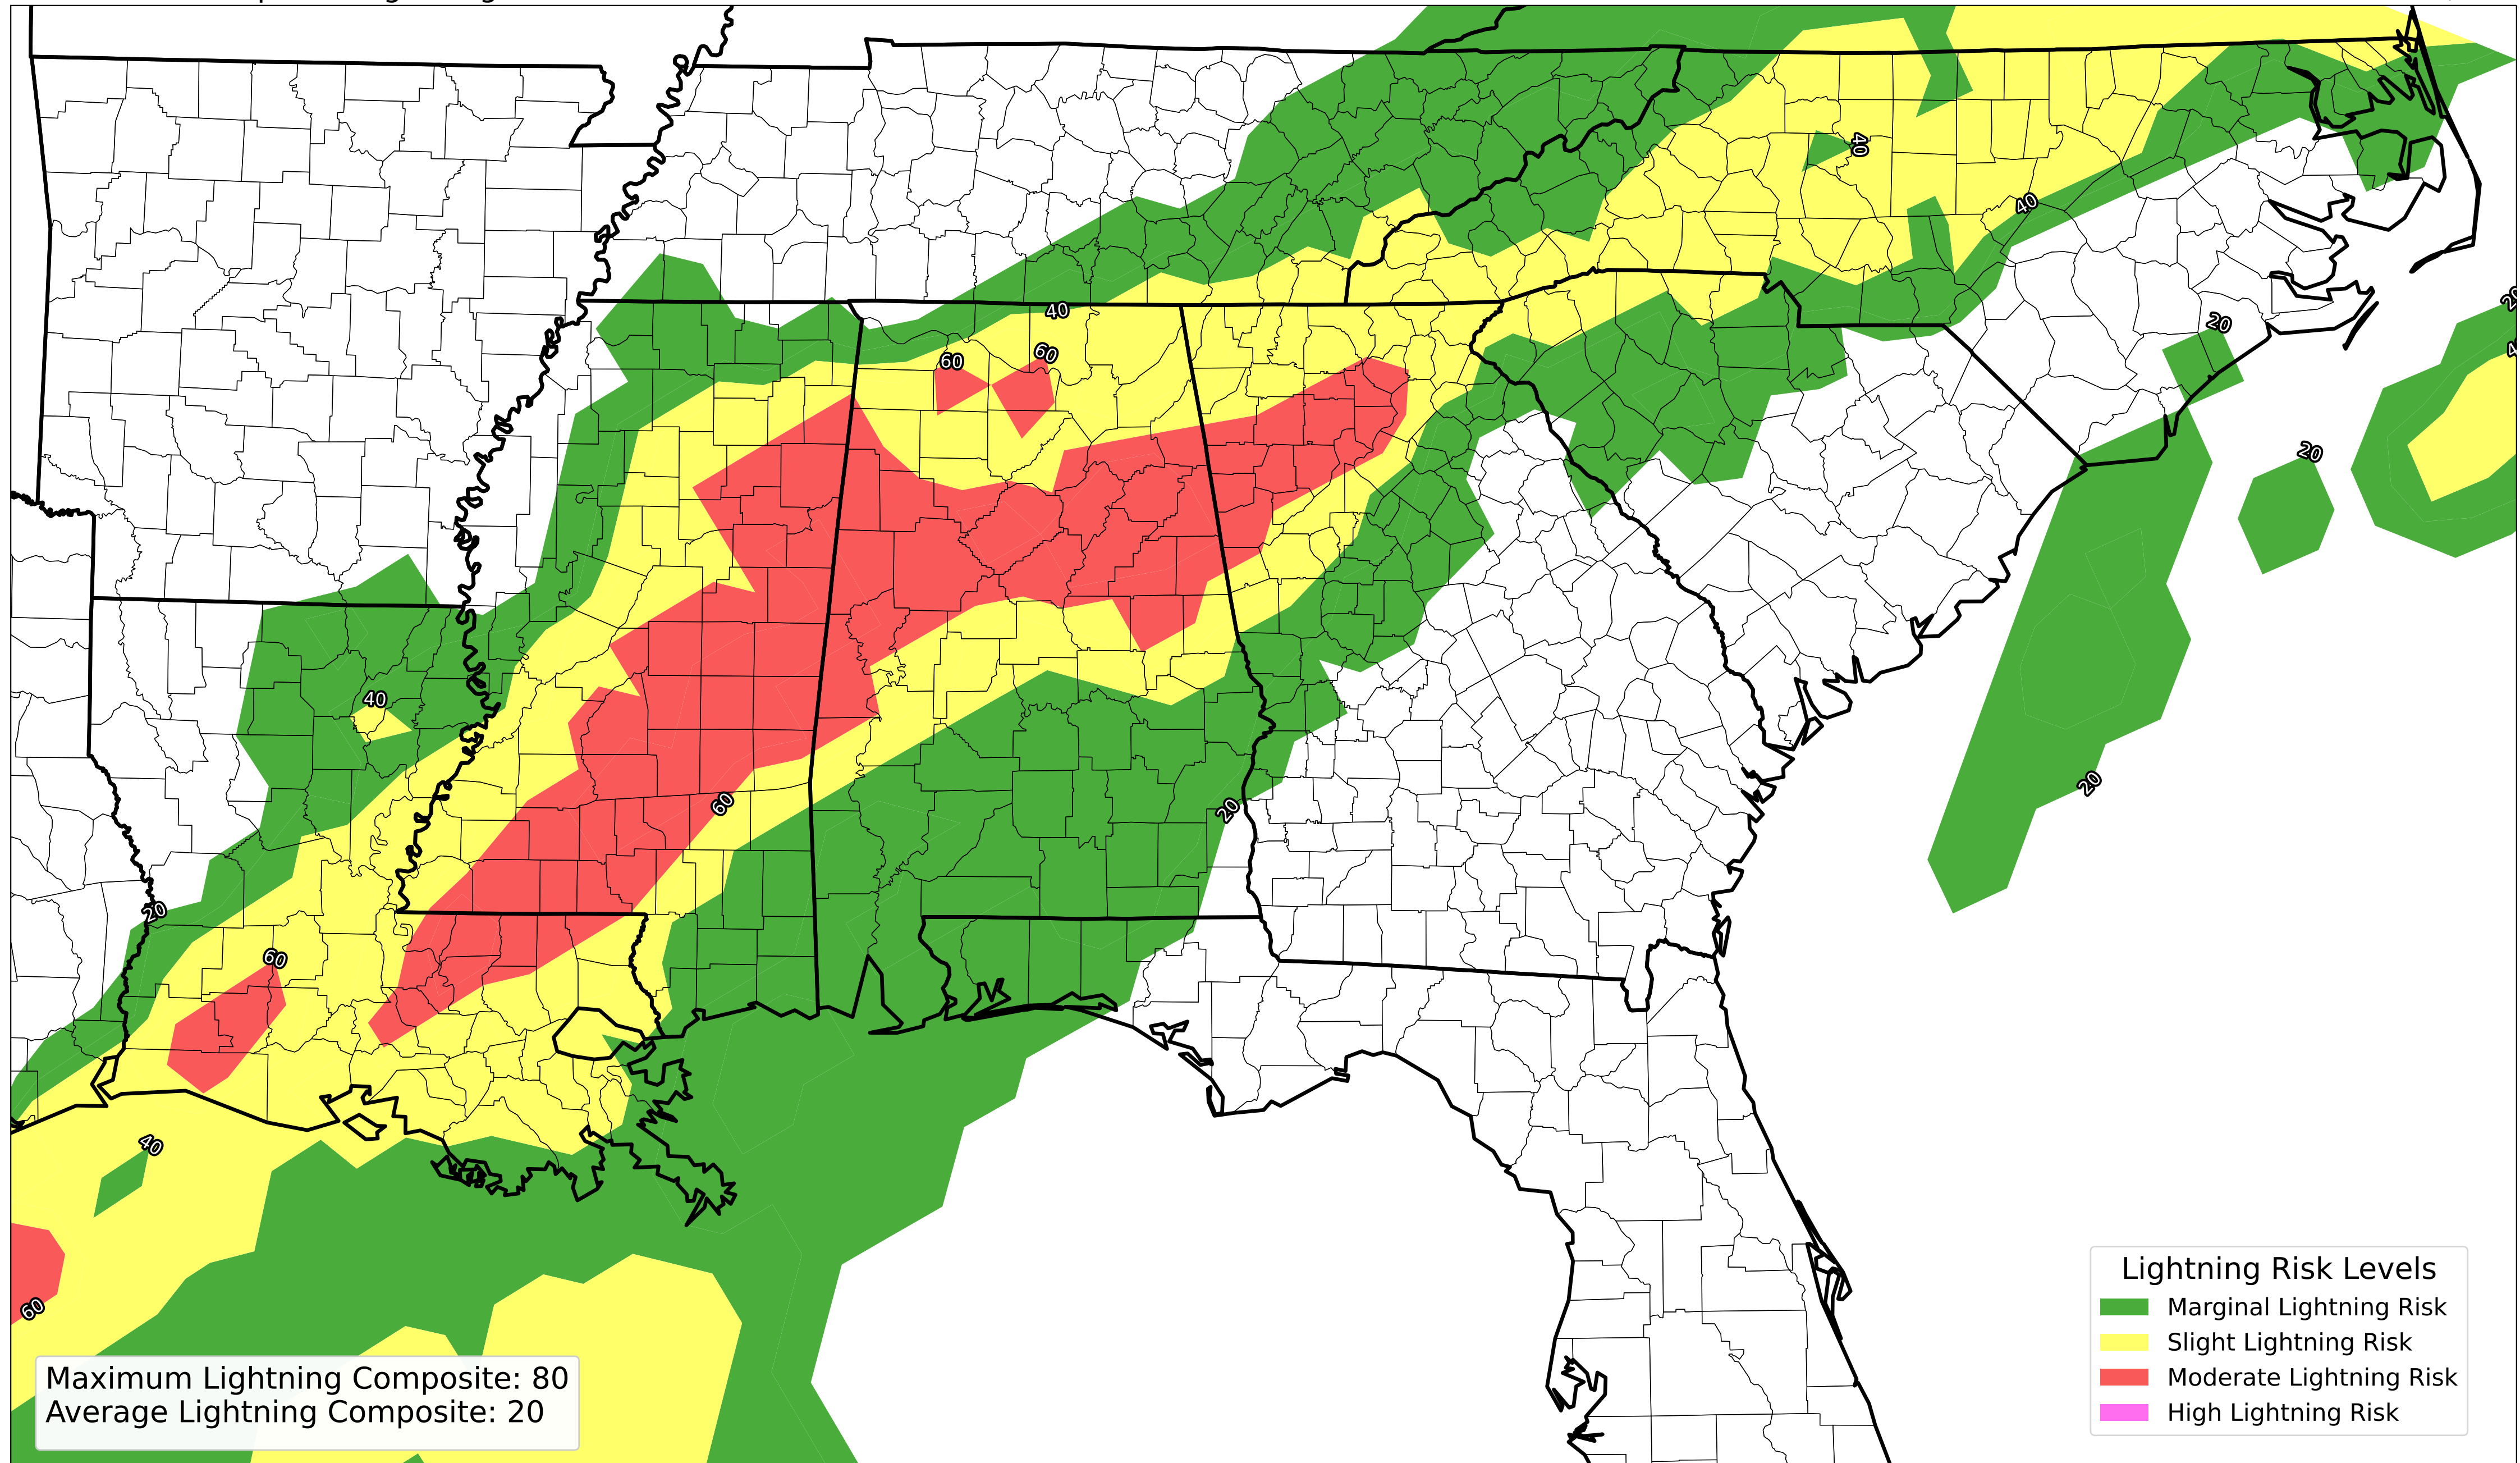 40
40
20
20
40
60
60
20
40
60
20
20
20
60
40
60
Lightning Risk Levels
Marginal Lightning Risk
Slight Lightning Risk
Moderate Lightning Risk
High Lightning Risk
Maximum Lightning Composite: 80
Average Lightning Composite: 20